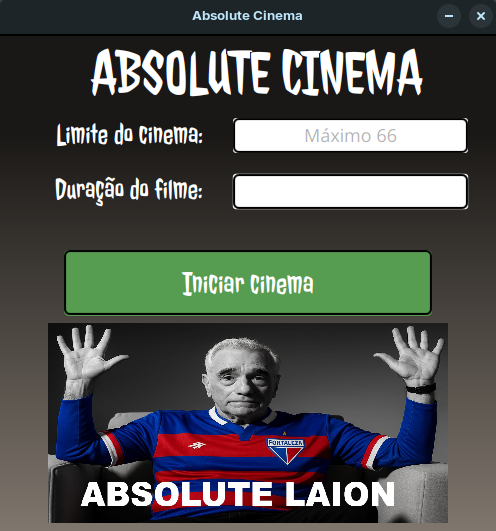 Absolute Cinema
ABSOLUTE CINEMA
Limite do cinema:
Máximo 66
Duração do filme:
Iniciar cinema
FORTALEZA
ABSOLUTE LAION